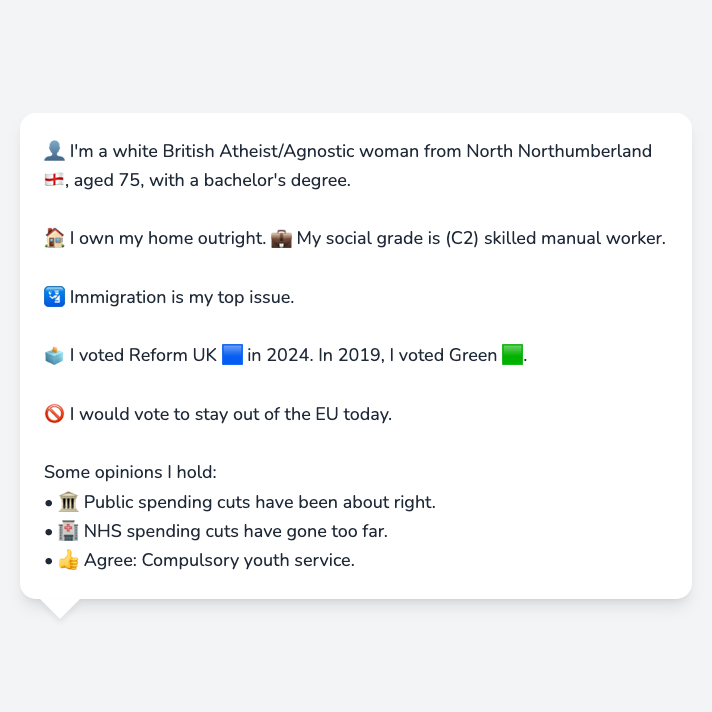 👤 I'm a white British Atheist/Agnostic woman from North Northumberland
🏴󠁧󠁢󠁥󠁮󠁧󠁿, aged 75, with a bachelor's degree.
🏠 I own my home outright. 💼 My social grade is (C2) skilled manual worker.
🛂 Immigration is my top issue.
🗳️ I voted Reform UK 🟦 in 2024. In 2019, I voted Green 🟩.
🚫 I would vote to stay out of the EU today.
Some opinions I hold:
• 🏛️ Public spending cuts have been about right.
• 🏥 NHS spending cuts have gone too far.
• 👍 Agree: Compulsory youth service.